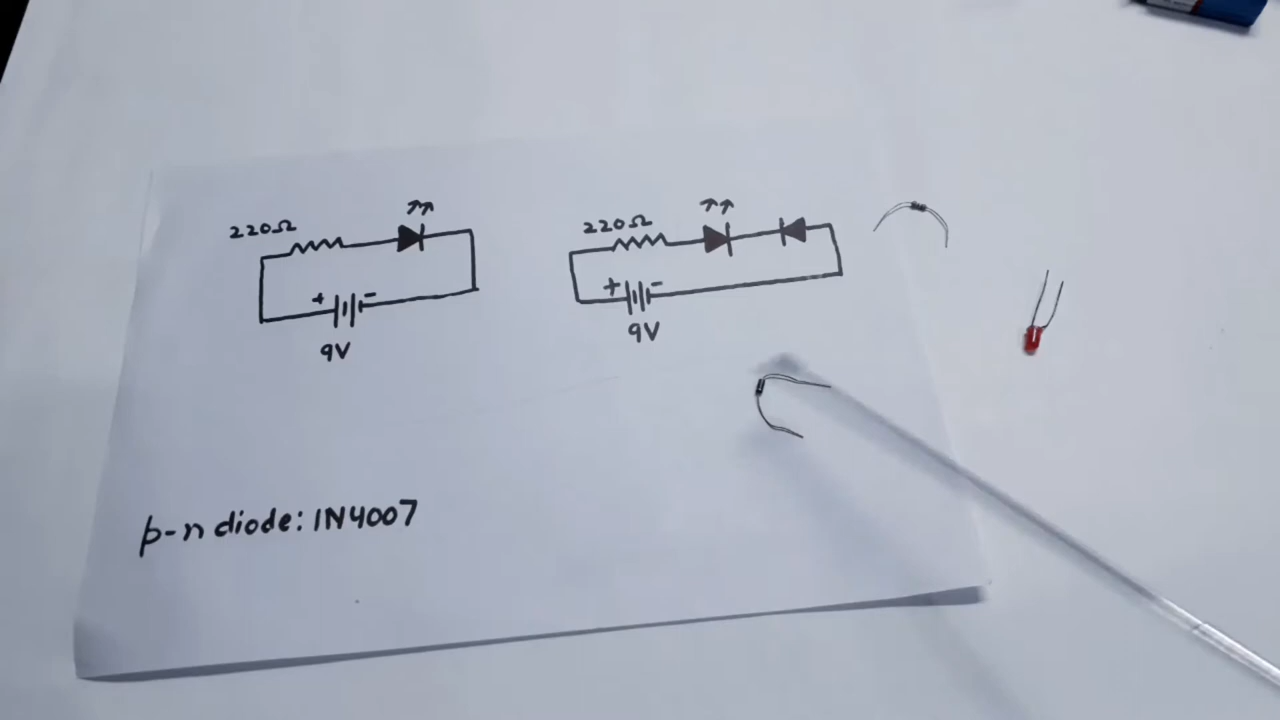 220Ω
220Ω
+ -
+ -
9V
9V
p-n diode: 1N4007